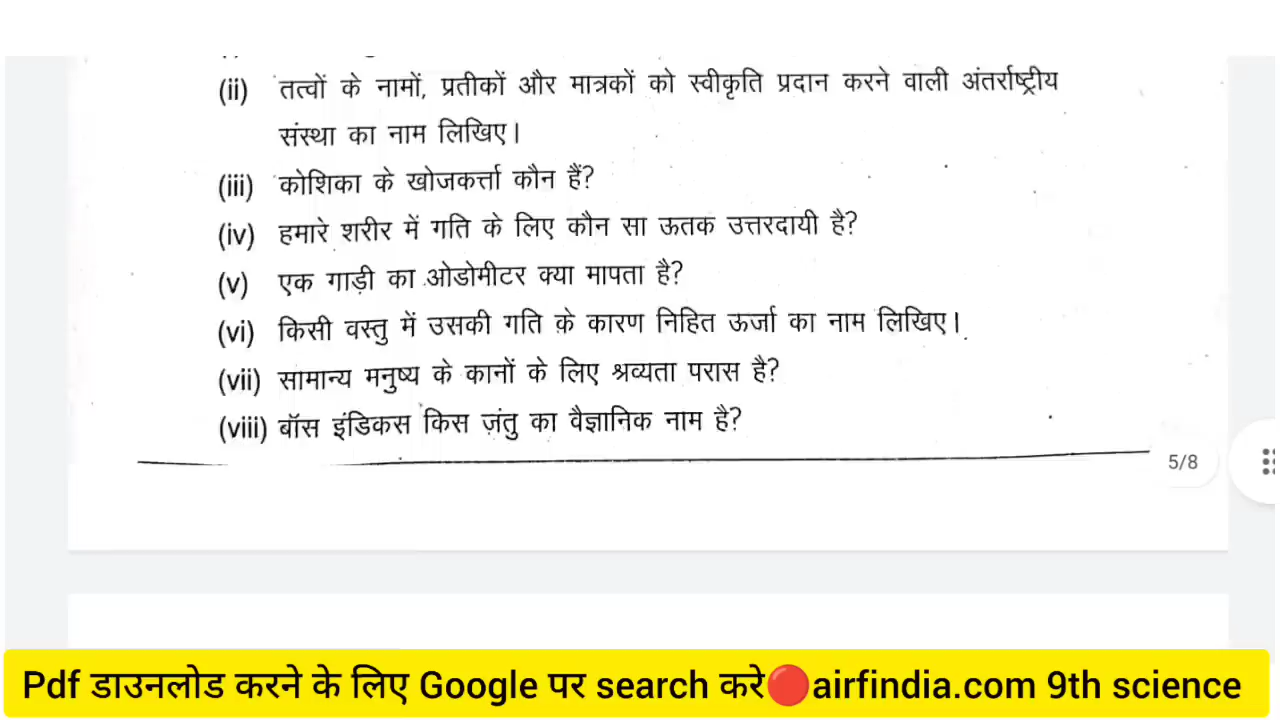 (ii) तत्वों के नामों, प्रतीकों और मात्रकों को स्वीकृति प्रदान करने वाली अंतर्राष्ट्रीय
संस्था का नाम लिखिए।
(iii) कोशिका के खोजकर्त्ता कौन हैं?
(iv) हमारे शरीर में गति के लिए कौन सा ऊतक उत्तरदायी है?
(v) एक गाड़ी का ओडोमीटर क्या मापता है?
(vi) किसी वस्तु में उसकी गति के कारण निहित ऊर्जा का नाम लिखिए।
(vii) सामान्य मनुष्य के कानों के लिए श्रव्यता परास है?
(viii) बॉस इंडिकस किस जंतु का वैज्ञानिक नाम है?
5/8
Pdf डाउनलोड करने के लिए Google पर search करे🔴airfindia.com 9th science